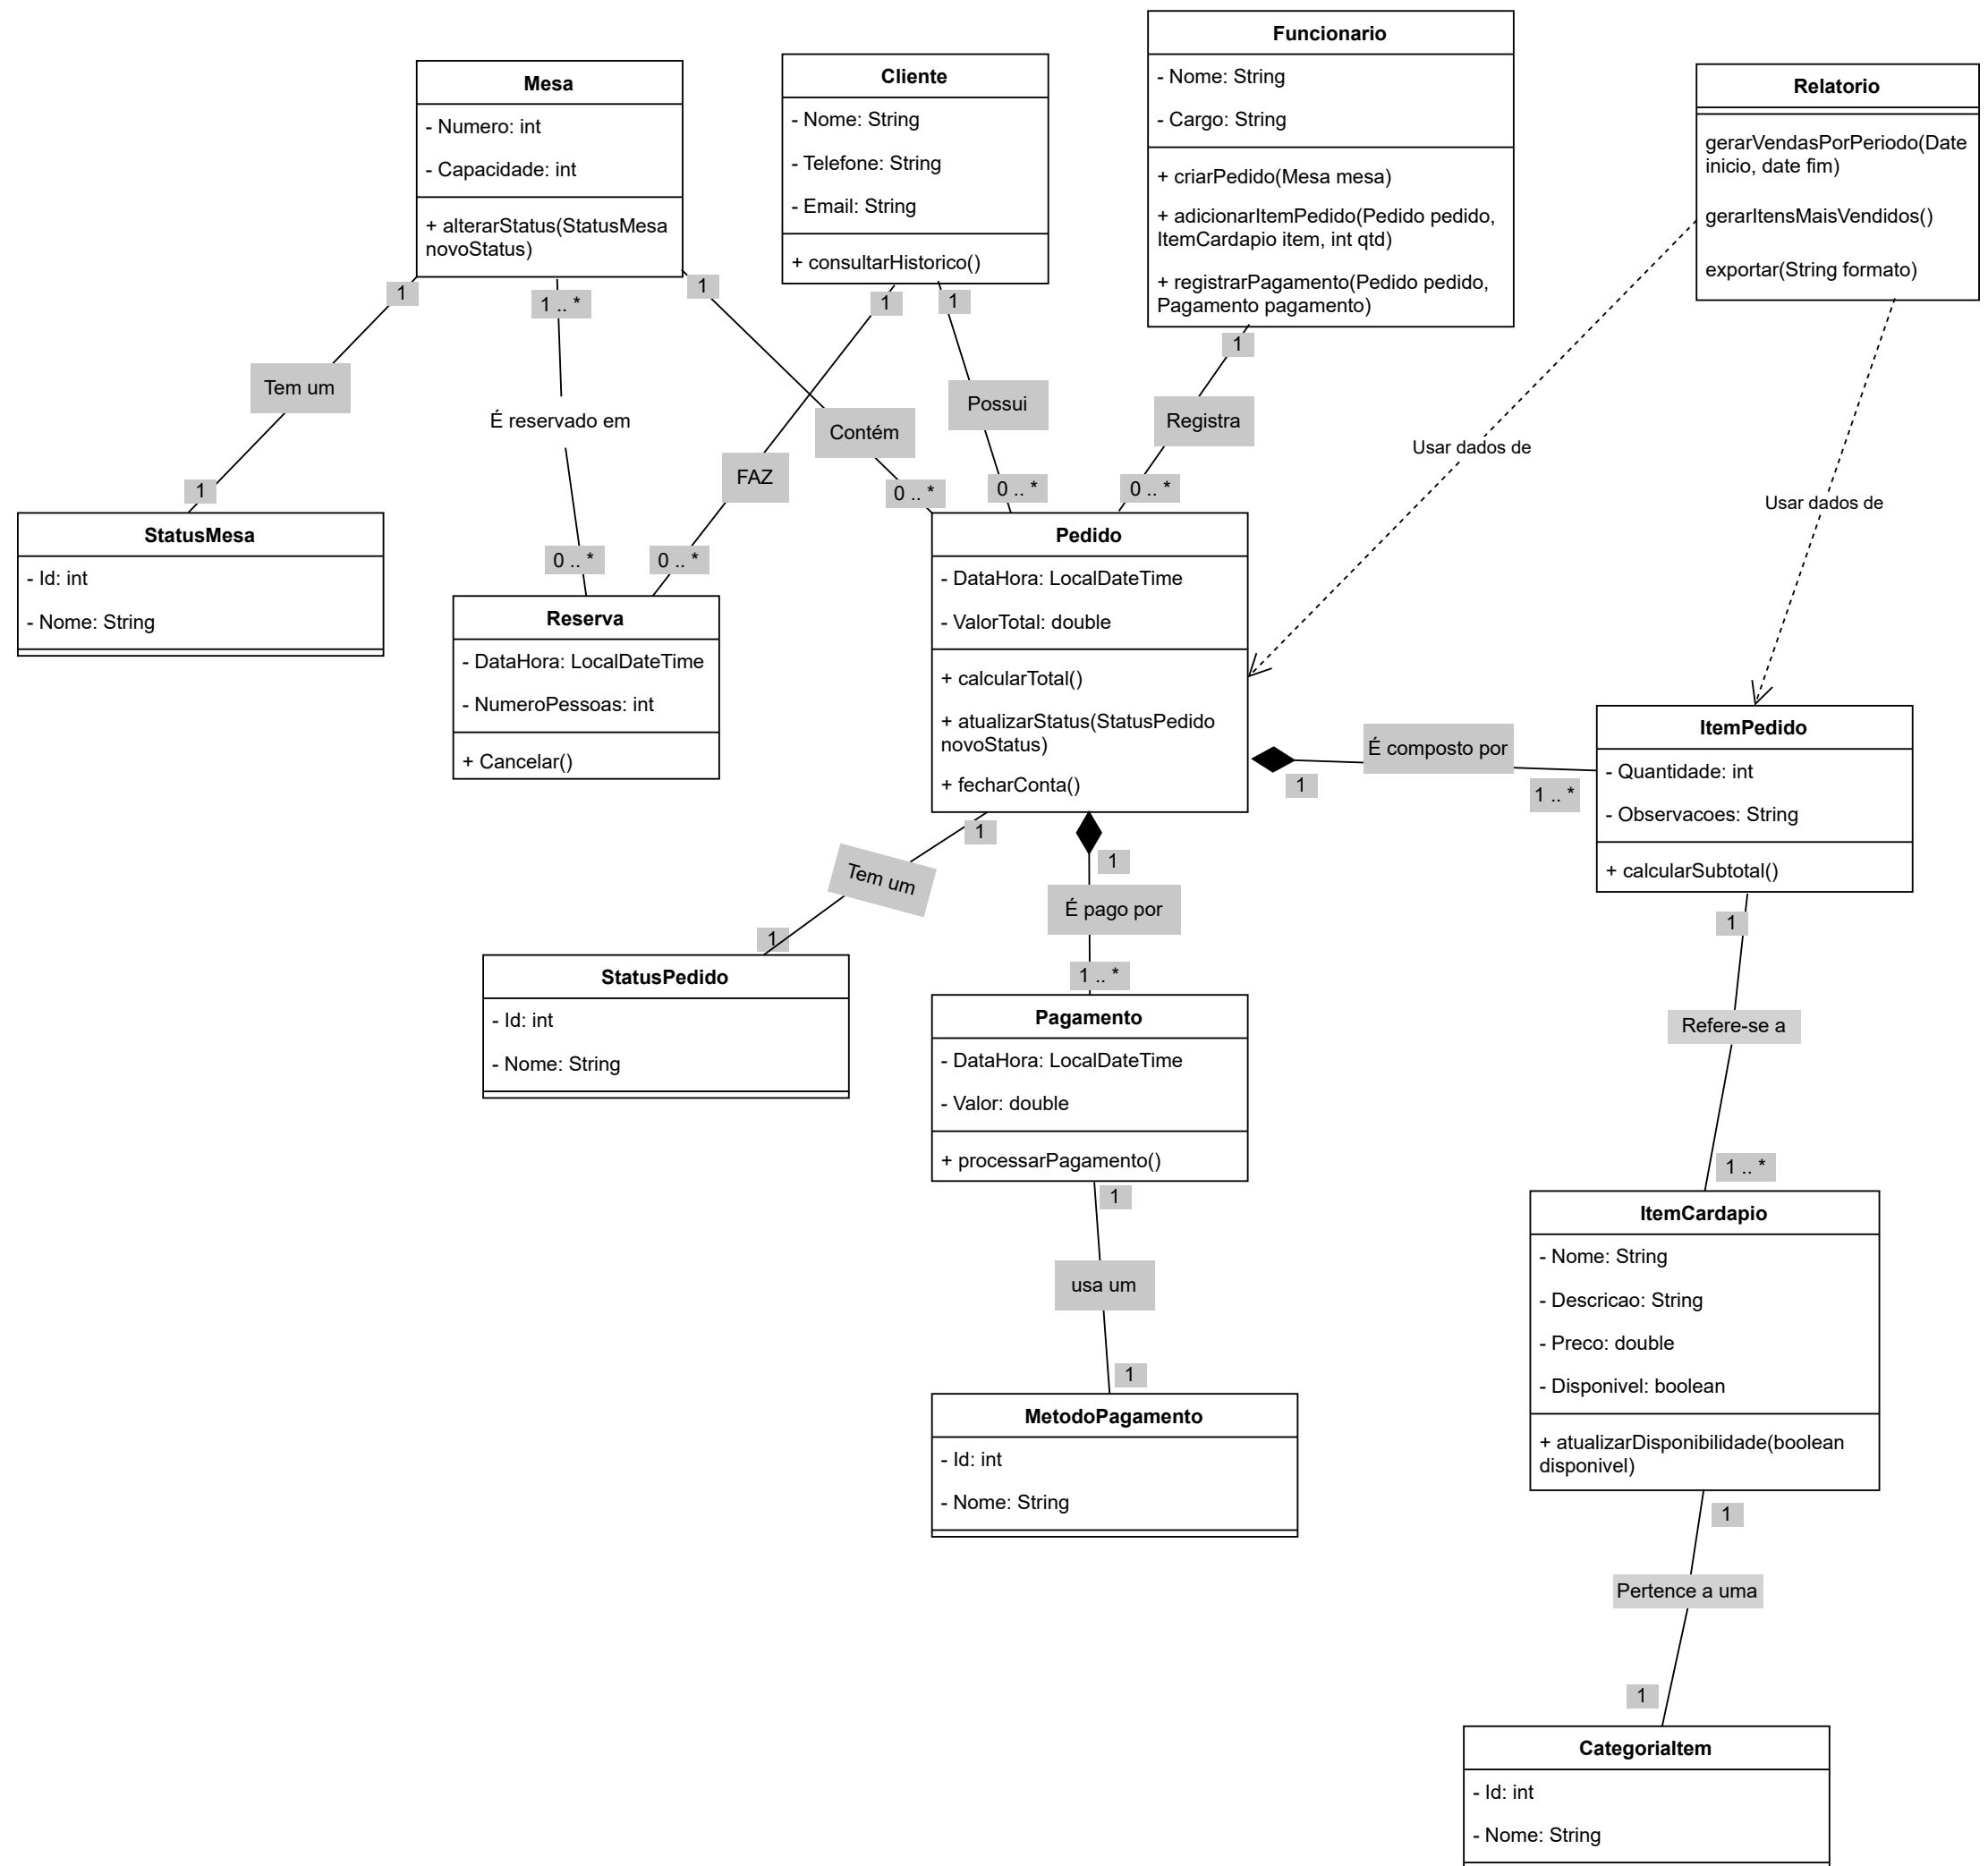 Mesa
- Numero: int
- Capacidade: int
+ alterarStatus(StatusMesa
novoStatus)
Cliente
- Nome: String
- Telefone: String
- Email: String
+ consultarHistorico()
Funcionario
- Nome: String
- Cargo: String
+ criarPedido(Mesa mesa)
+ adicionarItemPedido(Pedido pedido,
ItemCardapio item, int qtd)
+ registrarPagamento(Pedido pedido,
Pagamento pagamento)
Relatorio
gerarVendasPorPeriodo(Date
inicio, date fim)
gerarItensMaisVendidos()
exportar(String formato)
1
1 .. *
1
1
1
1
Tem um
É reservado em
FAZ
Contém
Possui
Registra
Usar dados de
Usar dados de
1
0 .. *
0 .. *
0 .. *
0 .. *
0 .. *
StatusMesa
- Id: int
- Nome: String
Reserva
- DataHora: LocalDateTime
- NumeroPessoas: int
+ Cancelar()
Pedido
- DataHora: LocalDateTime
- ValorTotal: double
+ calcularTotal()
+ atualizarStatus(StatusPedido
novoStatus)
+ fecharConta()
É composto por
1
1 .. *
ItemPedido
- Quantidade: int
- Observacoes: String
+ calcularSubtotal()
1
Tem um
1
StatusPedido
- Id: int
- Nome: String
1
É pago por
1 .. *
Pagamento
- DataHora: LocalDateTime
- Valor: double
+ processarPagamento()
1
usa um
1
MetodoPagamento
- Id: int
- Nome: String
1
Refere-se a
1 .. *
ItemCardapio
- Nome: String
- Descricao: String
- Preco: double
- Disponivel: boolean
+ atualizarDisponibilidade(boolean
disponivel)
1
Pertence a uma
1
CategoriaItem
- Id: int
- Nome: String